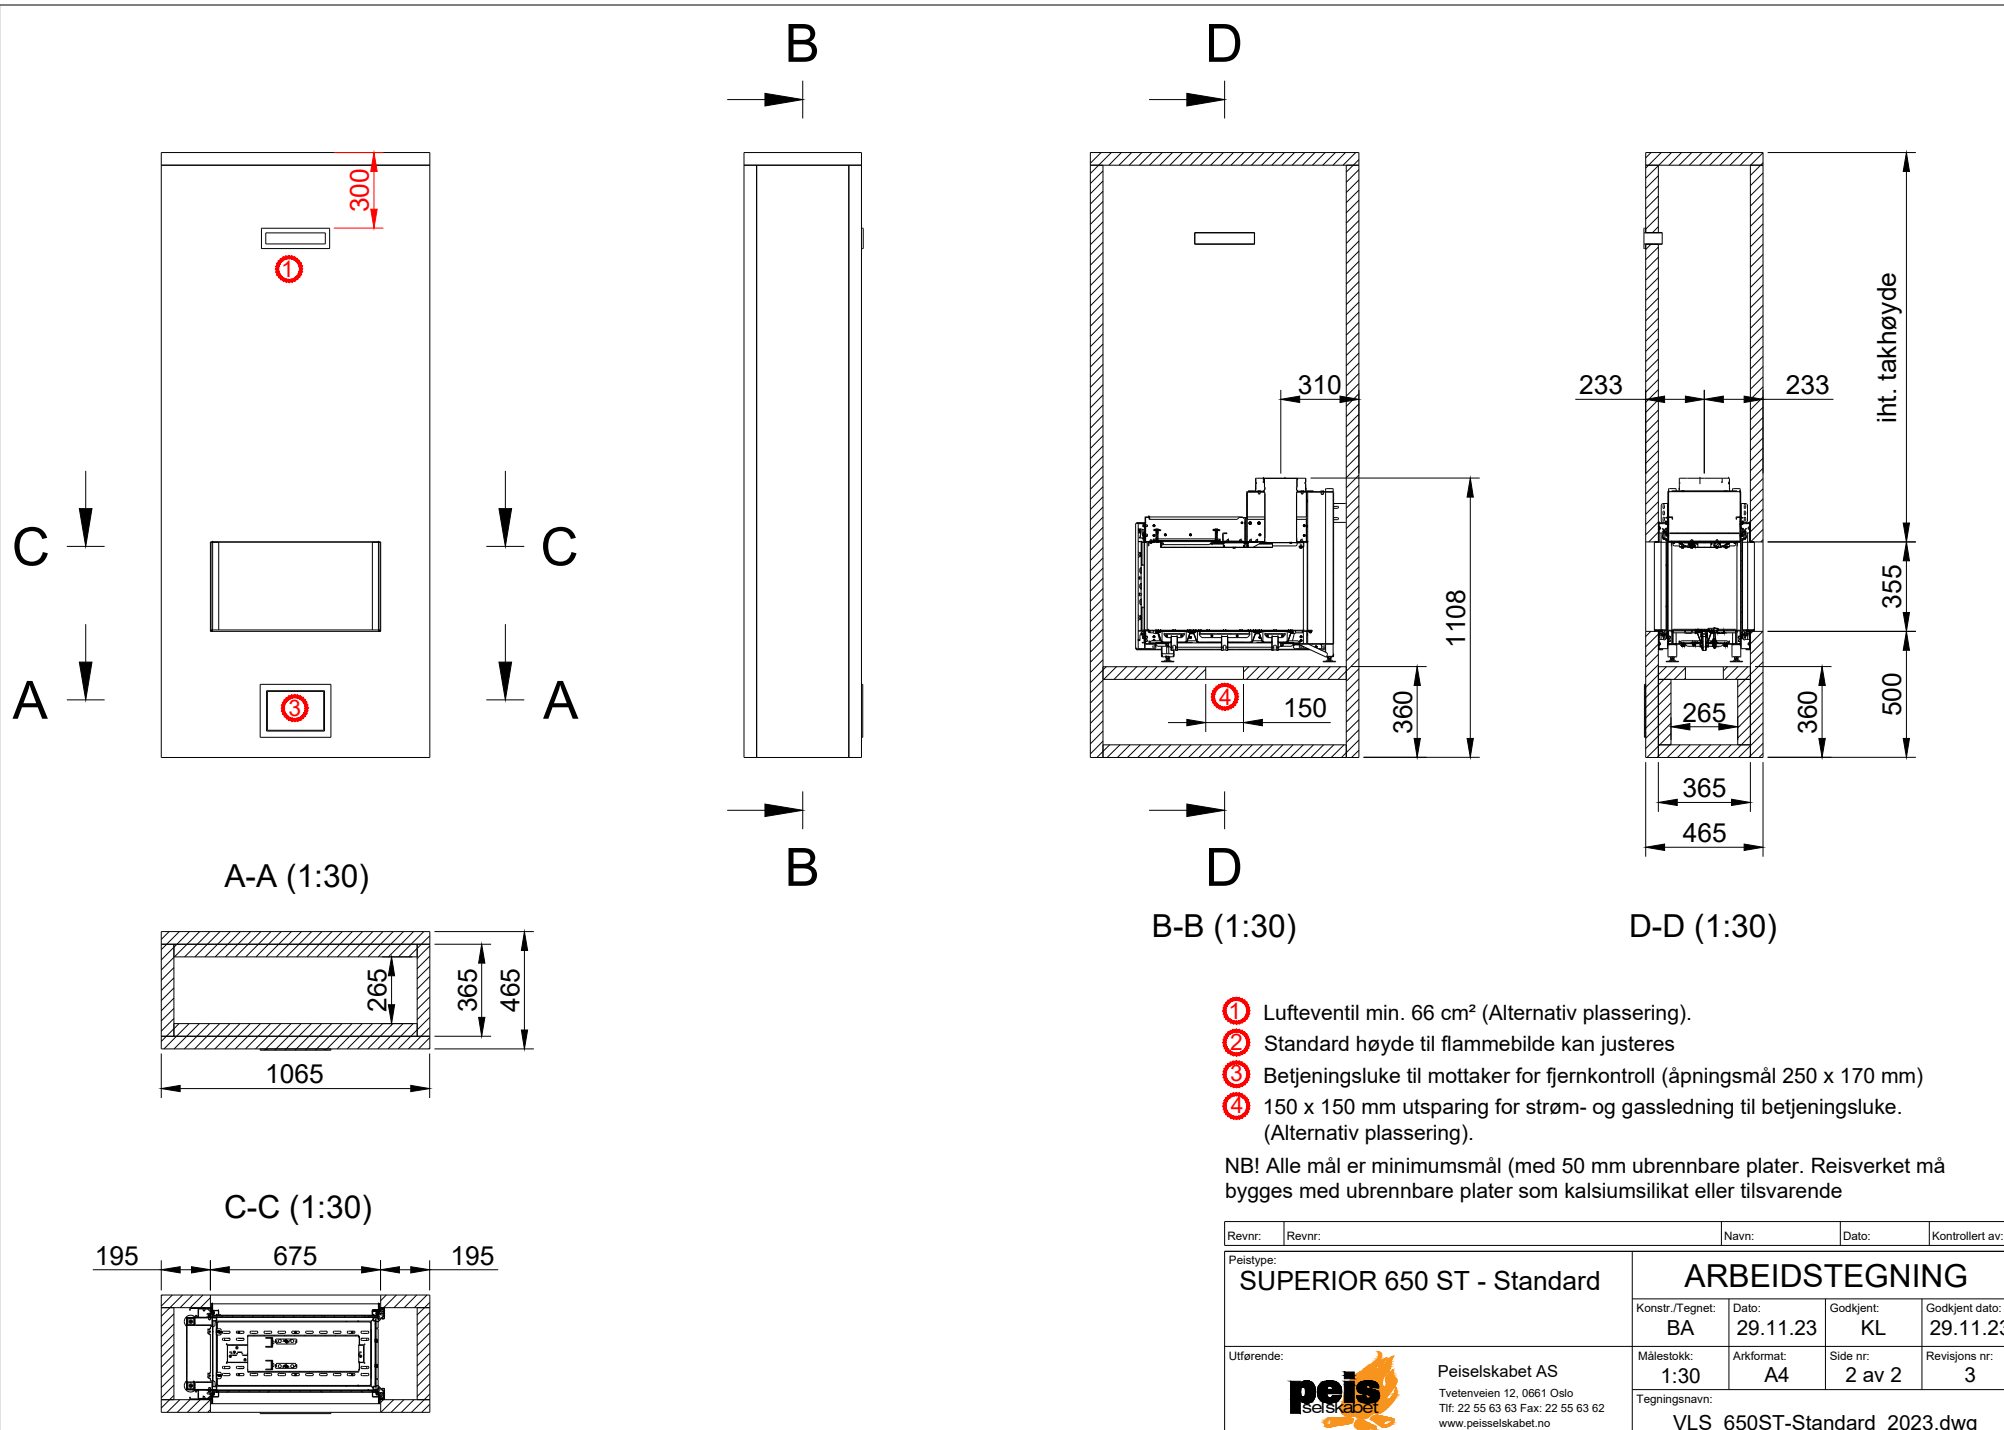 B
D
300
1
C
C
A
A
3
B
D
310
1108
4
150
360
233
233
iht. takhøyde
355
500
360
265
365
465
A-A (1:30)
265
365
465
1065
B-B (1:30)
D-D (1:30)
C-C (1:30)
195
675
195
1 Lufteventil min. 66 cm² (Alternativ plassering).
2 Standard høyde til flammebilde kan justeres
3 Betjeningsluke til mottaker for fjernkontroll (åpningsmål 250 x 170 mm)
4 150 x 150 mm utsparing for strøm- og gassledning til betjeningsluke.
(Alternativ plassering).
NB! Alle mål er minimumsmål (med 50 mm ubrennbare plater. Reisverket må
bygges med ubrennbare plater som kalsiumsilikat eller tilsvarende
Revnr: Revnr: Navn: Dato: Kontrollert av:
Peistype:
SUPERIOR 650 ST - Standard
ARBEIDSTEGNING
Konstr./Tegnet: Dato: Godkjent: Godkjent dato:
BA 29.11.23 KL 29.11.23
Utførende:
peis
selskabet
Peiselskabet AS
Tvetenveien 12, 0661 Oslo
Tlf: 22 55 63 63 Fax: 22 55 63 62
www.peisselskabet.no
Målestokk: Arkformat: Side nr: Revisjons nr:
1:30 A4 2 av 2 3
Tegningsnavn:
VLS_650ST-Standard_2023.dwg